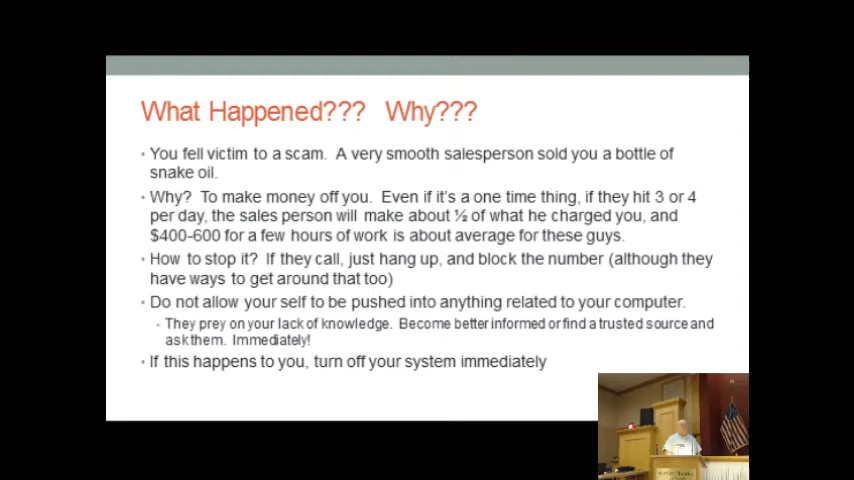 What Happened???   Why???
• You fell victim to a scam.  A very smooth salesperson sold you a bottle of
snake oil.
• Why?  To make money off you.  Even if it's a one time thing, if they hit 3 or 4
per day, the sales person will make about ½ of what he charged you, and
$400-600 for a few hours of work is about average for these guys.
• How to stop it?  If they call, just hang up, and block the number (although they
have ways to get around that too)
• Do not allow your self to be pushed into anything related to your computer.
• They prey on your lack of knowledge.  Become better informed or find a trusted source and
ask them.  Immediately!
• If this happens to you, turn off your system immediately